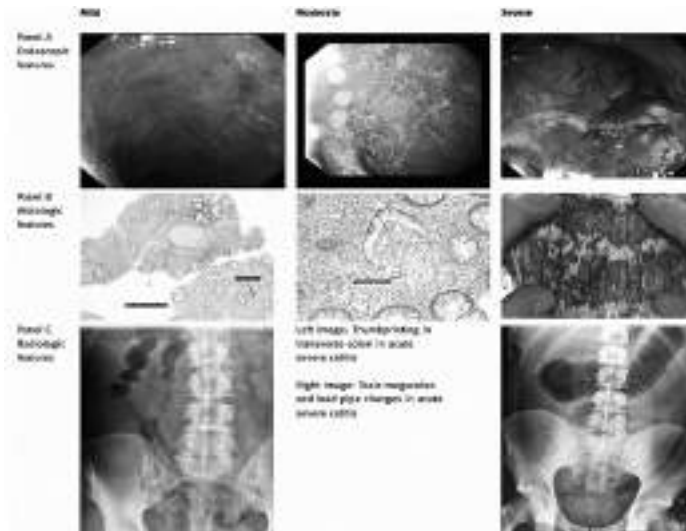 Mild
Moderate
Severe
Panel A
Endoscopic
features
Panel B
Histologic
features
Panel C
Radiologic
features
Left image: Thumbprinting in
transverse colon in acute
severe colitis
Right image: Toxic megacolon
and lead pipe changes in acute
severe colitis